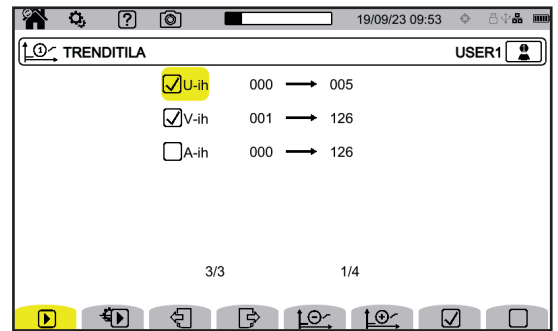 ? 19/09/23 09:53
1 TRENDITILA USER1
U-ih 000 → 005
V-ih 001 → 126
A-ih 000 → 126
3/3 1/4